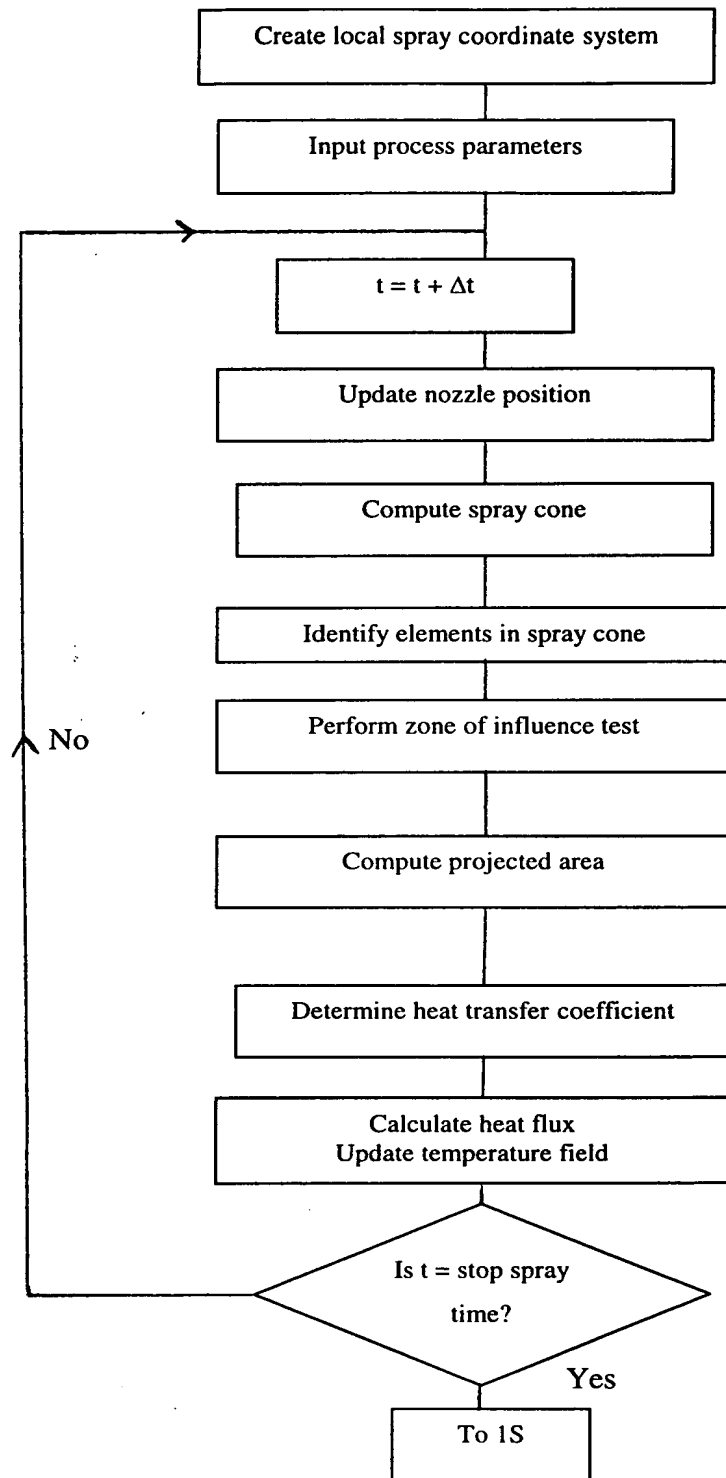 Create local spray coordinate system
Input process parameters
t = t + Δt
Update nozzle position
Compute spray cone
Identify elements in spray cone
Perform zone of influence test
No
Compute projected area
Determine heat transfer coefficient
Calculate heat flux
Update temperature field
Is t = stop spray
time?
Yes
To 1S